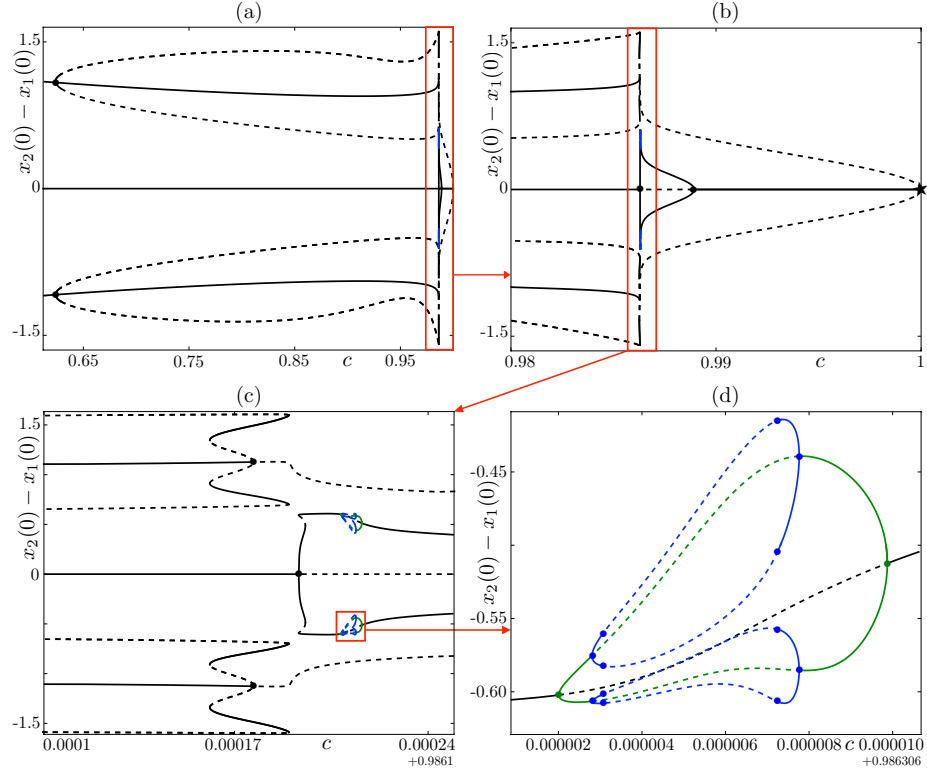 (a)
x₂(0) − x₁(0)
1.5
0
-1.5
0.65 0.75 0.85 0.95 c
(b)
x₂(0) − x₁(0)
1.5
0
-1.5
0.98 0.99 c 1
(c)
x₂(0) − x₁(0)
1.5
0
-1.5
0.0001 0.00017 c 0.00024
+0.9861
(d)
x₂(0) − x₁(0)
-0.45
-0.55
-0.60
0.000002 0.000004 0.000006 0.000008 c 0.000010
+0.986306